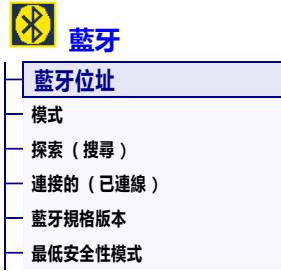 藍牙
藍牙位址
模式
探索（搜尋）
連接的（已連線）
藍牙規格版本
最低安全性模式